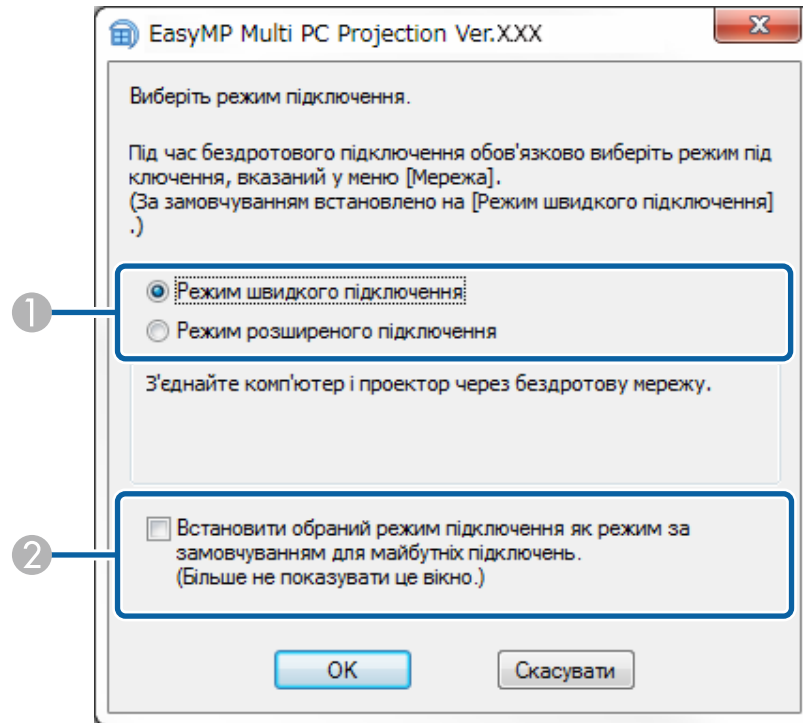 EasyMP Multi PC Projection Ver.X.XX
Виберіть режим підключення.
Під час бездротового підключення обов'язково виберіть режим під
ключення, вказаний у меню [Мережа].
(За замовчуванням встановлено на [Режим швидкого підключення]
.)
1
Режим швидкого підключення
Режим розширеного підключення
З'єднайте комп'ютер і проектор через бездротову мережу.
2
Встановити обраний режим підключення як режим за
замовчуванням для майбутніх підключень.
(Більше не показувати це вікно.)
OK
Скасувати